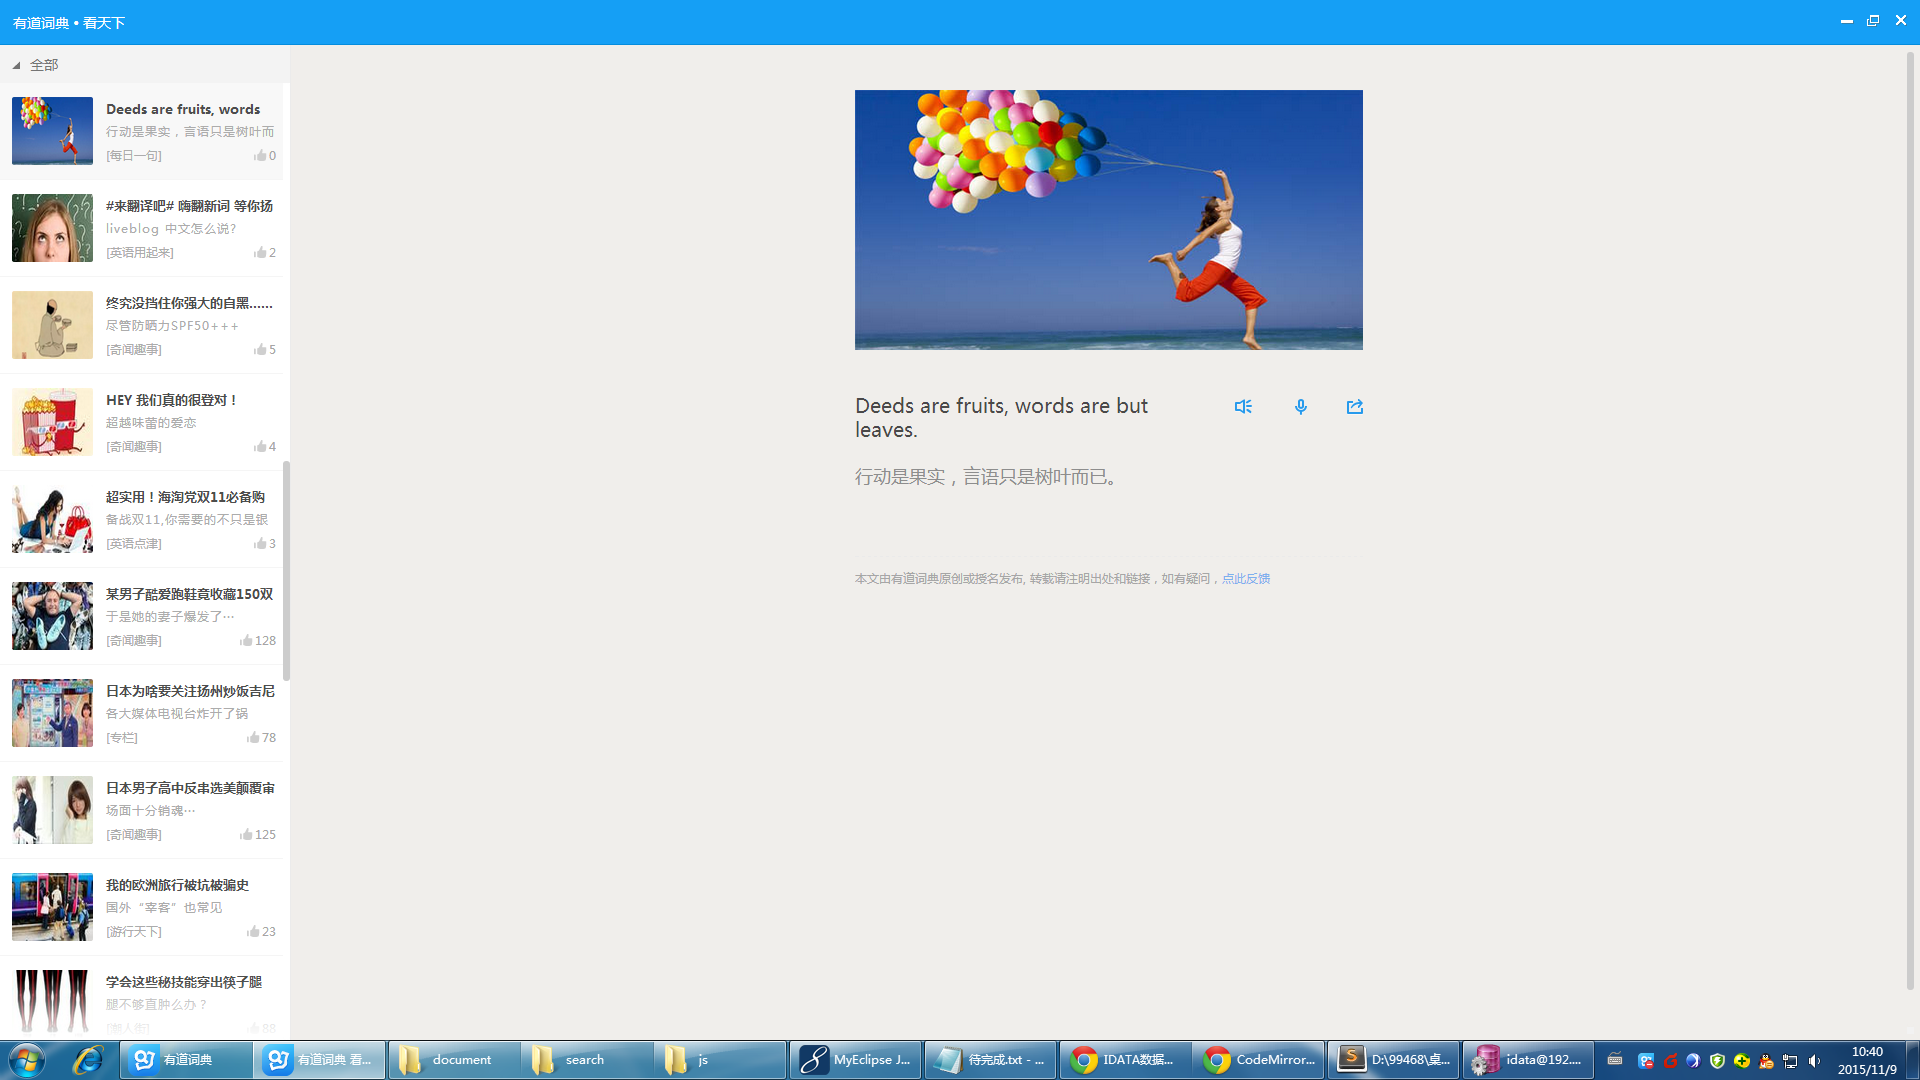 有道词典 • 看天下
全部
Deeds are fruits, words
行动是果实，言语只是树叶而
[每日一句]
0
#来翻译吧# 嗨翻新词 等你扬
liveblog 中文怎么说?
[英语用起来]
2
终究没挡住你强大的自黑......
尽管防晒力SPF50+++
[奇闻趣事]
5
HEY 我们真的很登对！
超越味蕾的爱恋
[奇闻趣事]
4
超实用！海淘党双11必备购
备战双11,你需要的不只是银
[英语点津]
3
某男子酷爱跑鞋竟收藏150双
于是她的妻子爆发了…
[奇闻趣事]
128
日本为啥要关注扬州炒饭吉尼
各大媒体电视台炸开了锅
[专栏]
78
日本男子高中反串选美颠覆审
场面十分销魂…
[奇闻趣事]
125
我的欧洲旅行被坑被骗史
国外“宰客”也常见
[游行天下]
23
学会这些秘技能穿出筷子腿
腿不够直肿么办？
[潮人街]
88
Deeds are fruits, words are but
leaves.
行动是果实，言语只是树叶而已。
本文由有道词典原创或授名发布, 转载请注明出处和链接，如有疑问，点此反馈
有道词典
有道词典 看...
document
search
js
MyEclipse J...
待完成.txt - ...
IDATA数据...
CodeMirror...
D:\99468\桌...
idata@192....
10:40
2015/11/9